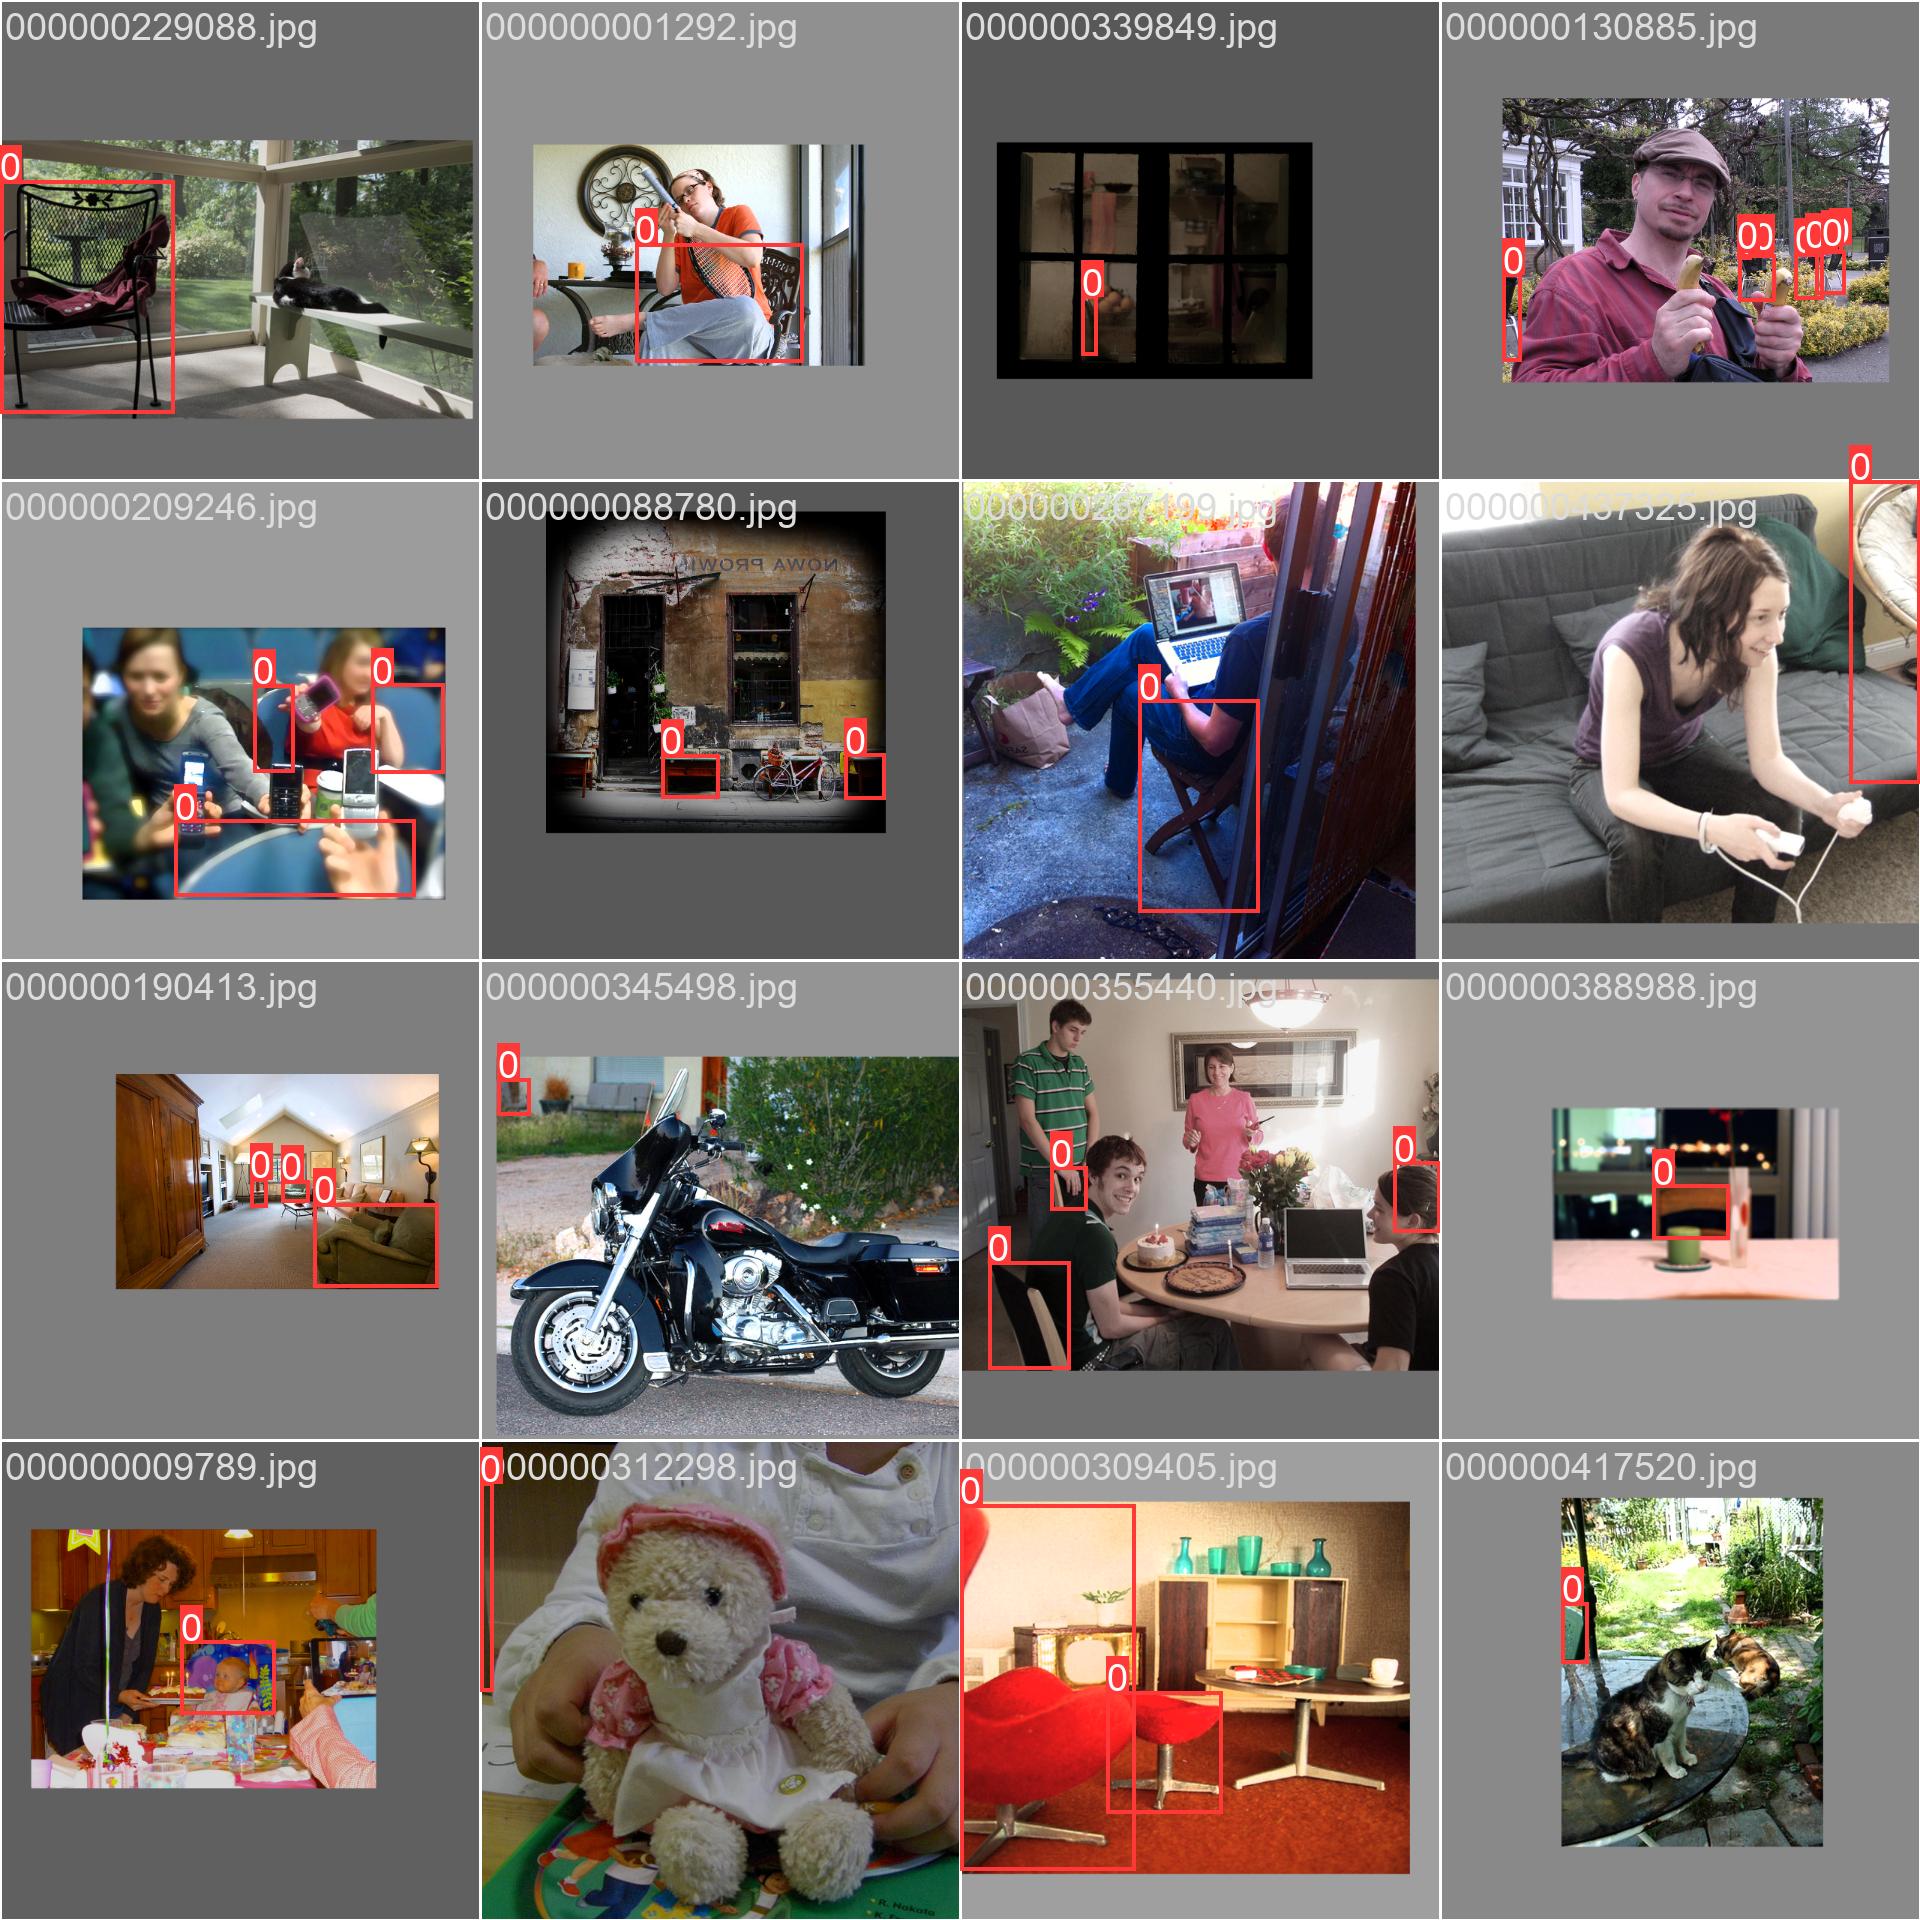 000000229088.jpg
000000001292.jpg
000000339849.jpg
000000130885.jpg
0
0
0
0
0
0
0
0
0
000000209246.jpg
000000088780.jpg
000000267199.jpg
000000437325.jpg
NOWA PROWI
0
0
0
0
0
0
0
000000190413.jpg
000000345498.jpg
000000355440.jpg
000000388988.jpg
0
0
0
0
0
0
0
0
000000009789.jpg
000000312298.jpg
000000309405.jpg
000000417520.jpg
0
0
0
0
0
R. Nakata